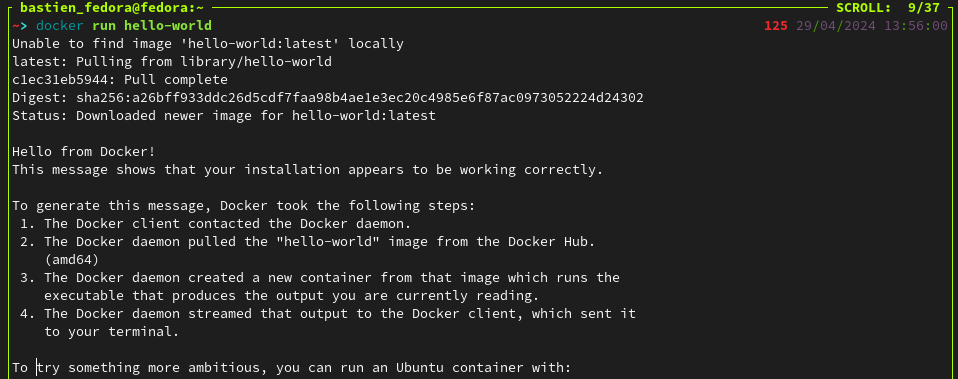 bastien_fedora@fedora:~ SCROLL: 9/37
~> docker run hello-world 125 29/04/2024 13:56:00
Unable to find image 'hello-world:latest' locally
latest: Pulling from library/hello-world
c1ec31eb5944: Pull complete
Digest: sha256:a26bff933ddc26d5cdf7faa98b4ae1e3ec20c4985e6f87ac0973052224d24302
Status: Downloaded newer image for hello-world:latest

Hello from Docker!
This message shows that your installation appears to be working correctly.

To generate this message, Docker took the following steps:
 1. The Docker client contacted the Docker daemon.
 2. The Docker daemon pulled the "hello-world" image from the Docker Hub.
    (amd64)
 3. The Docker daemon created a new container from that image which runs the
    executable that produces the output you are currently reading.
 4. The Docker daemon streamed that output to the Docker client, which sent it
    to your terminal.

To try something more ambitious, you can run an Ubuntu container with: